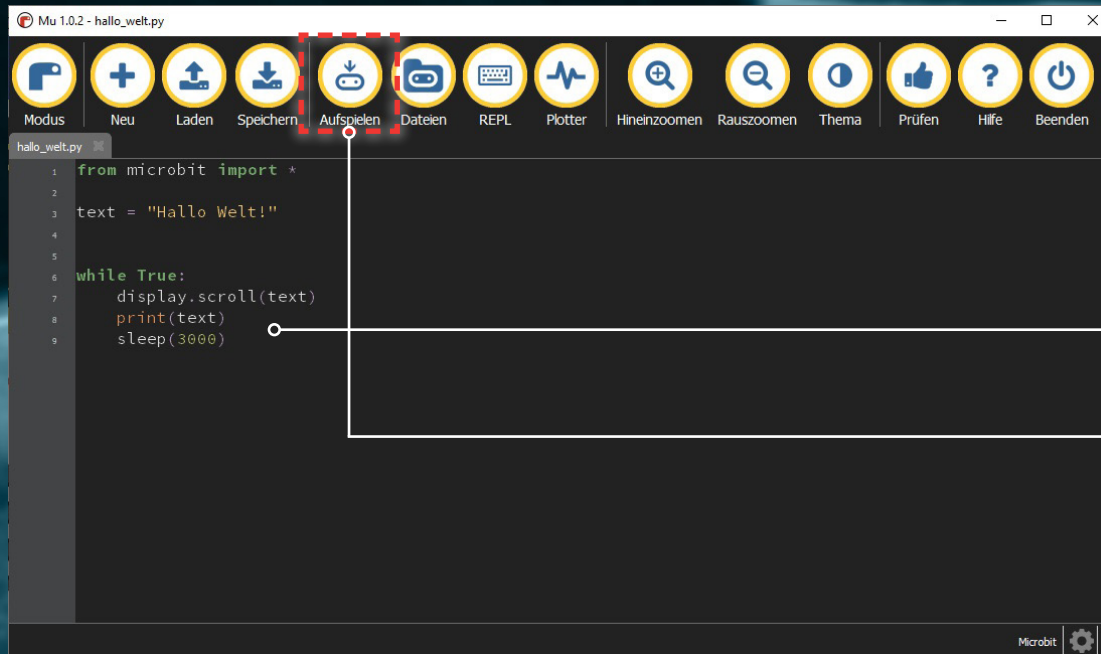 Mu 1.0.2 - hallo_welt.py
Modus Neu Laden Speichern Aufspielen Dateien REPL Plotter Hineinzoomen Rauszoomen Thema Prüfen Hilfe Beenden
hallo_welt.py
1 from microbit import *
2
3 text = "Hallo Welt!"
4
5
6 while True:
7     display.scroll(text)
8     print(text)
9     sleep(3000)
Microbit